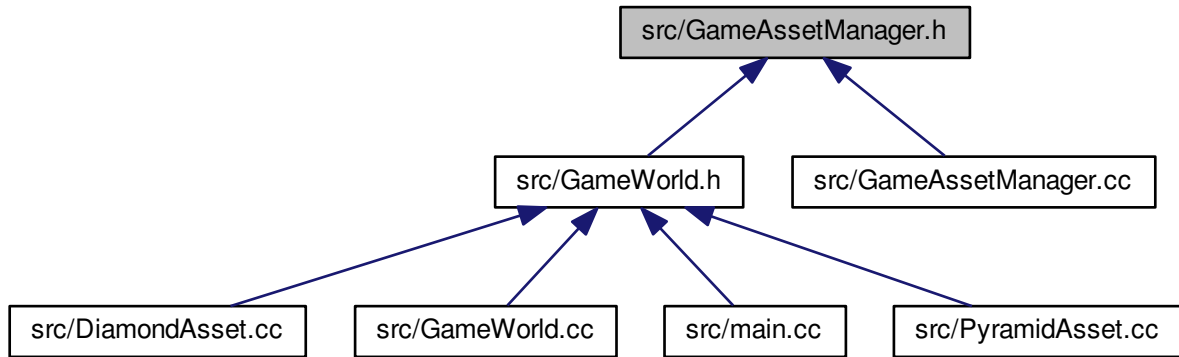 src/GameAssetManager.h
src/GameWorld.h
src/GameAssetManager.cc
src/DiamondAsset.cc
src/GameWorld.cc
src/main.cc
src/PyramidAsset.cc